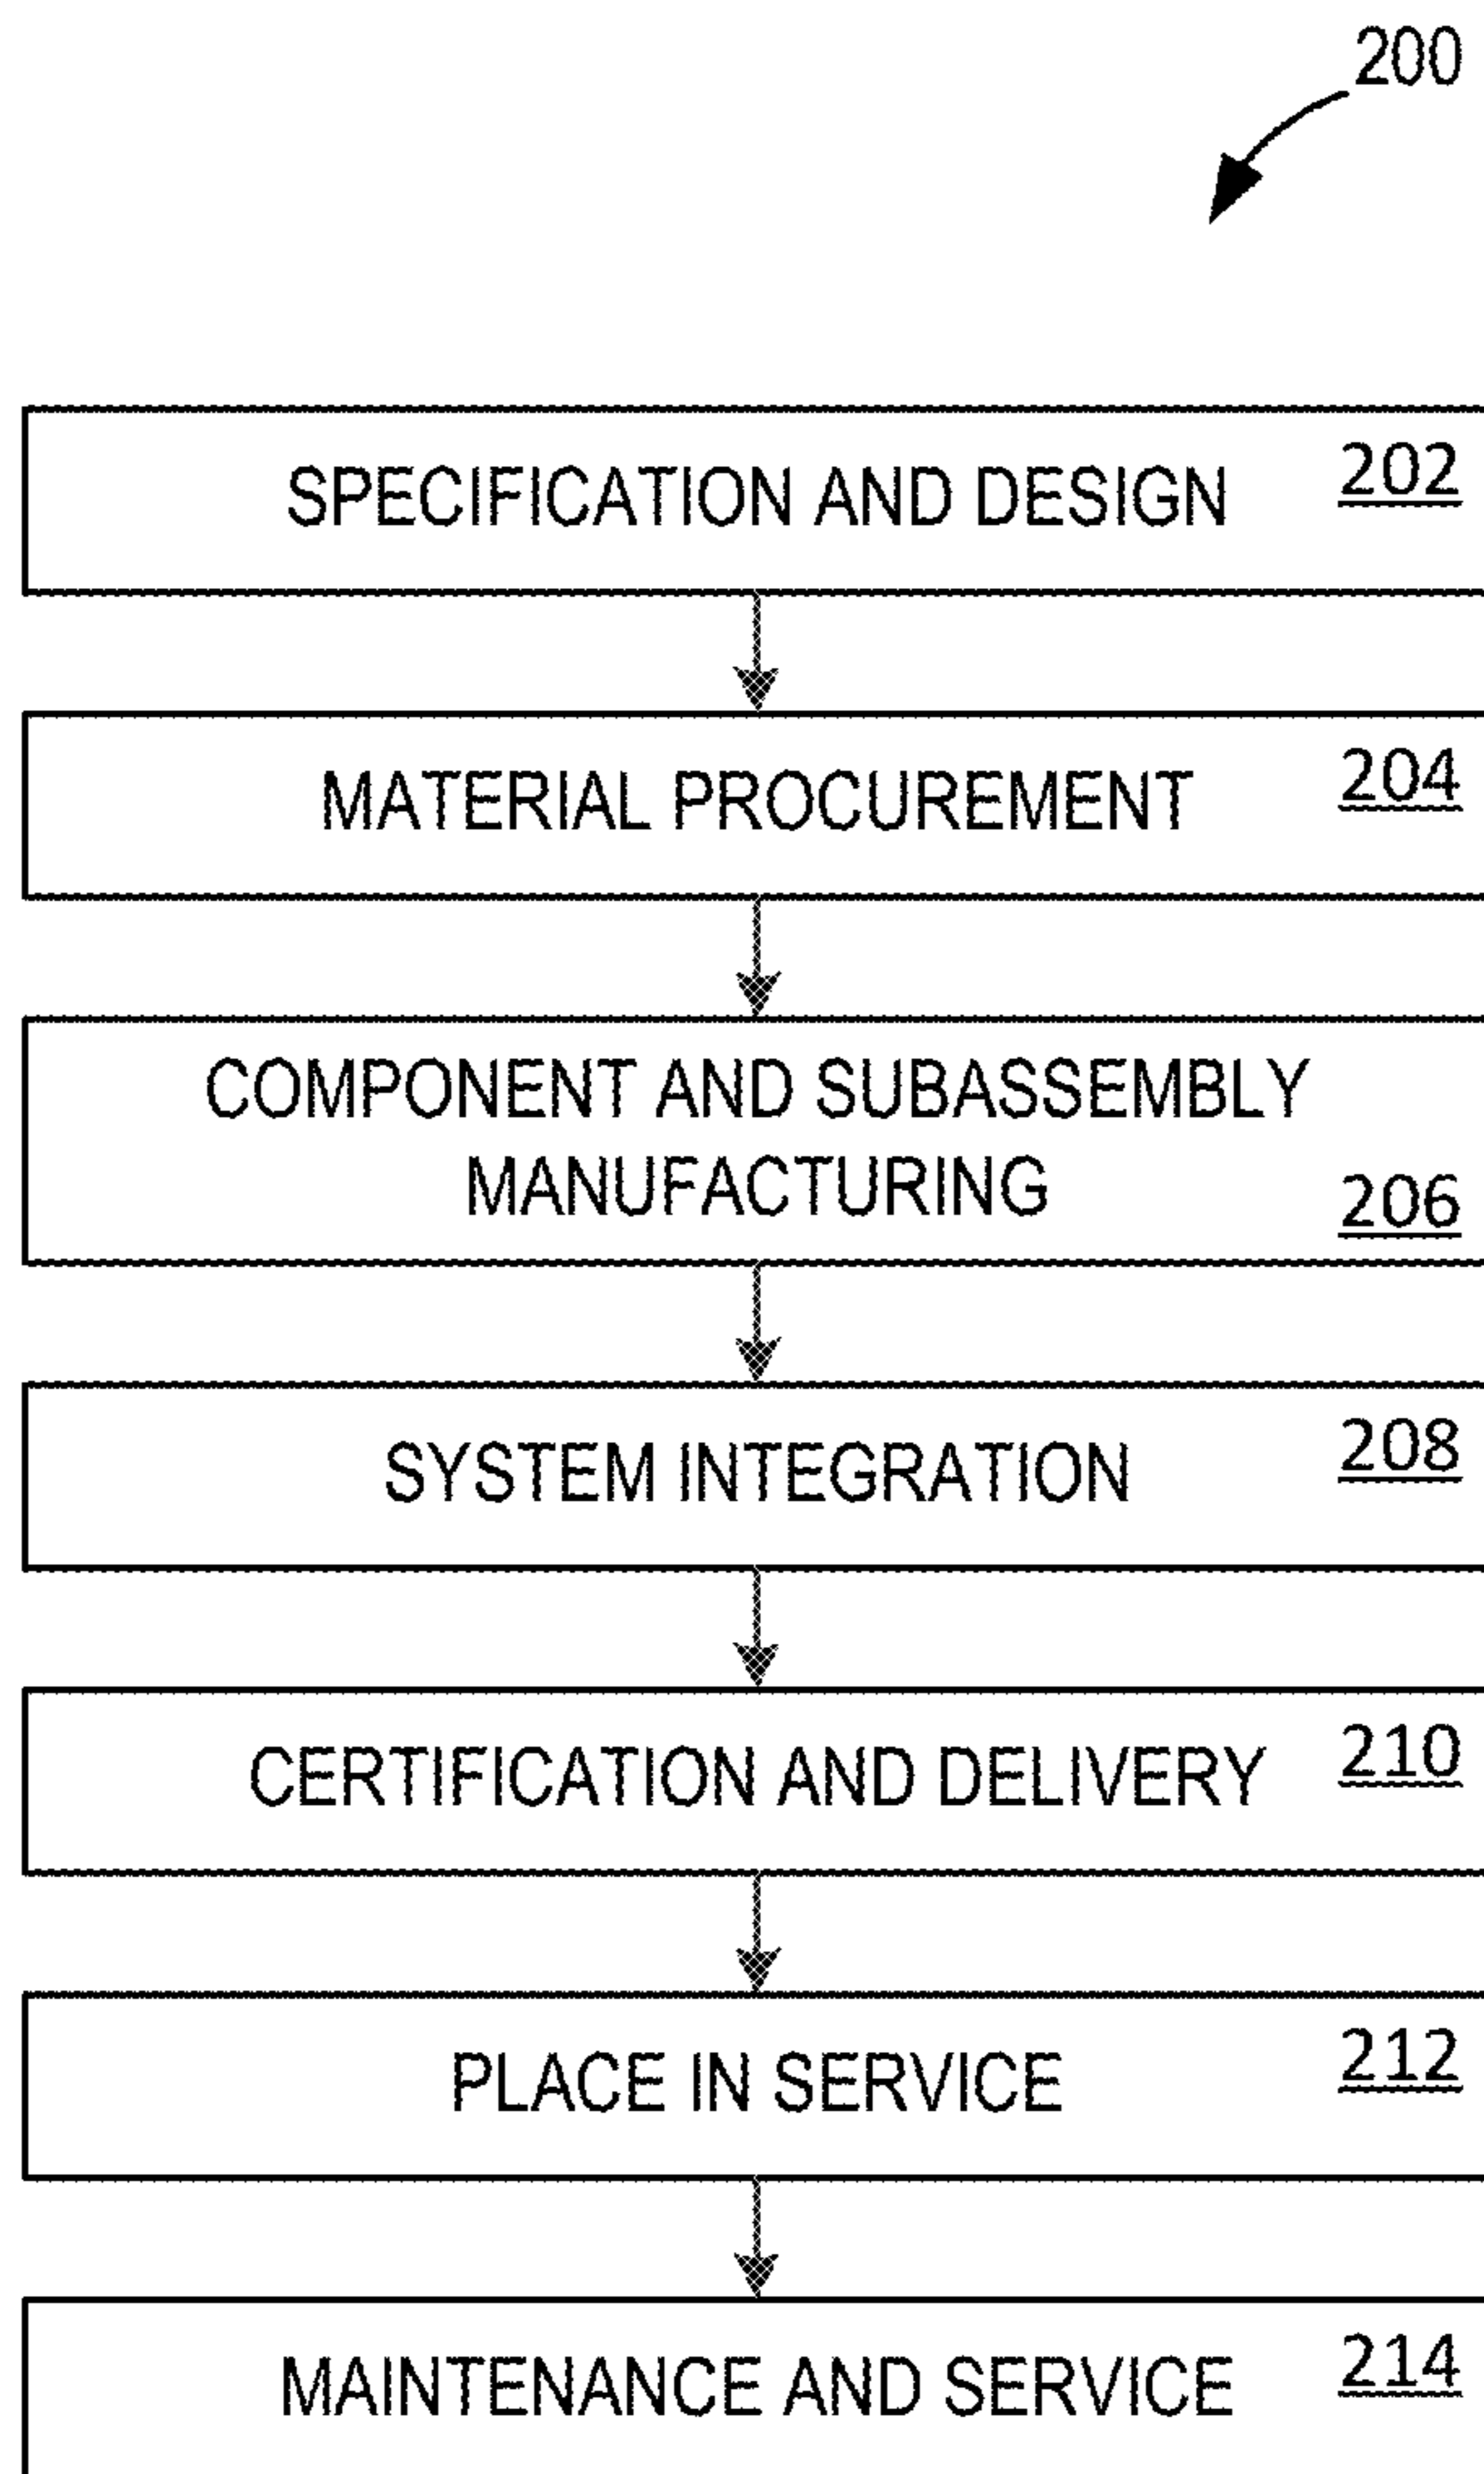 200
SPECIFICATION AND DESIGN 202
MATERIAL PROCUREMENT 204
COMPONENT AND SUBASSEMBLY
MANUFACTURING 206
SYSTEM INTEGRATION 208
CERTIFICATION AND DELIVERY 210
PLACE IN SERVICE 212
MAINTENANCE AND SERVICE 214